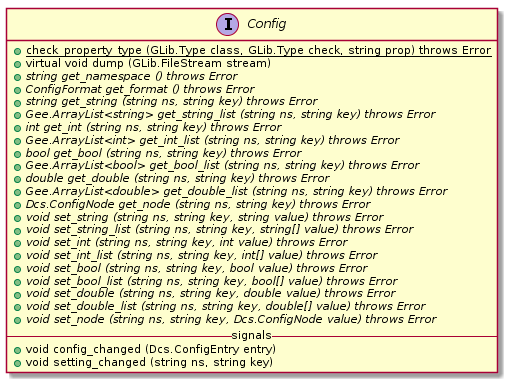 I Config
check_property_type (GLib.Type class, GLib.Type check, string prop) throws Error
virtual void dump (GLib.FileStream stream)
string get_namespace () throws Error
ConfigFormat get_format () throws Error
string get_string (string ns, string key) throws Error
Gee.ArrayList<string> get_string_list (string ns, string key) throws Error
int get_int (string ns, string key) throws Error
Gee.ArrayList<int> get_int_list (string ns, string key) throws Error
bool get_bool (string ns, string key) throws Error
Gee.ArrayList<bool> get_bool_list (string ns, string key) throws Error
double get_double (string ns, string key) throws Error
Gee.ArrayList<double> get_double_list (string ns, string key) throws Error
Dcs.ConfigNode get_node (string ns, string key) throws Error
void set_string (string ns, string key, string value) throws Error
void set_string_list (string ns, string key, string[] value) throws Error
void set_int (string ns, string key, int value) throws Error
void set_int_list (string ns, string key, int[] value) throws Error
void set_bool (string ns, string key, bool value) throws Error
void set_bool_list (string ns, string key, bool[] value) throws Error
void set_double (string ns, string key, double value) throws Error
void set_double_list (string ns, string key, double[] value) throws Error
void set_node (string ns, string key, Dcs.ConfigNode value) throws Error
signals
void config_changed (Dcs.ConfigEntry entry)
void setting_changed (string ns, string key)